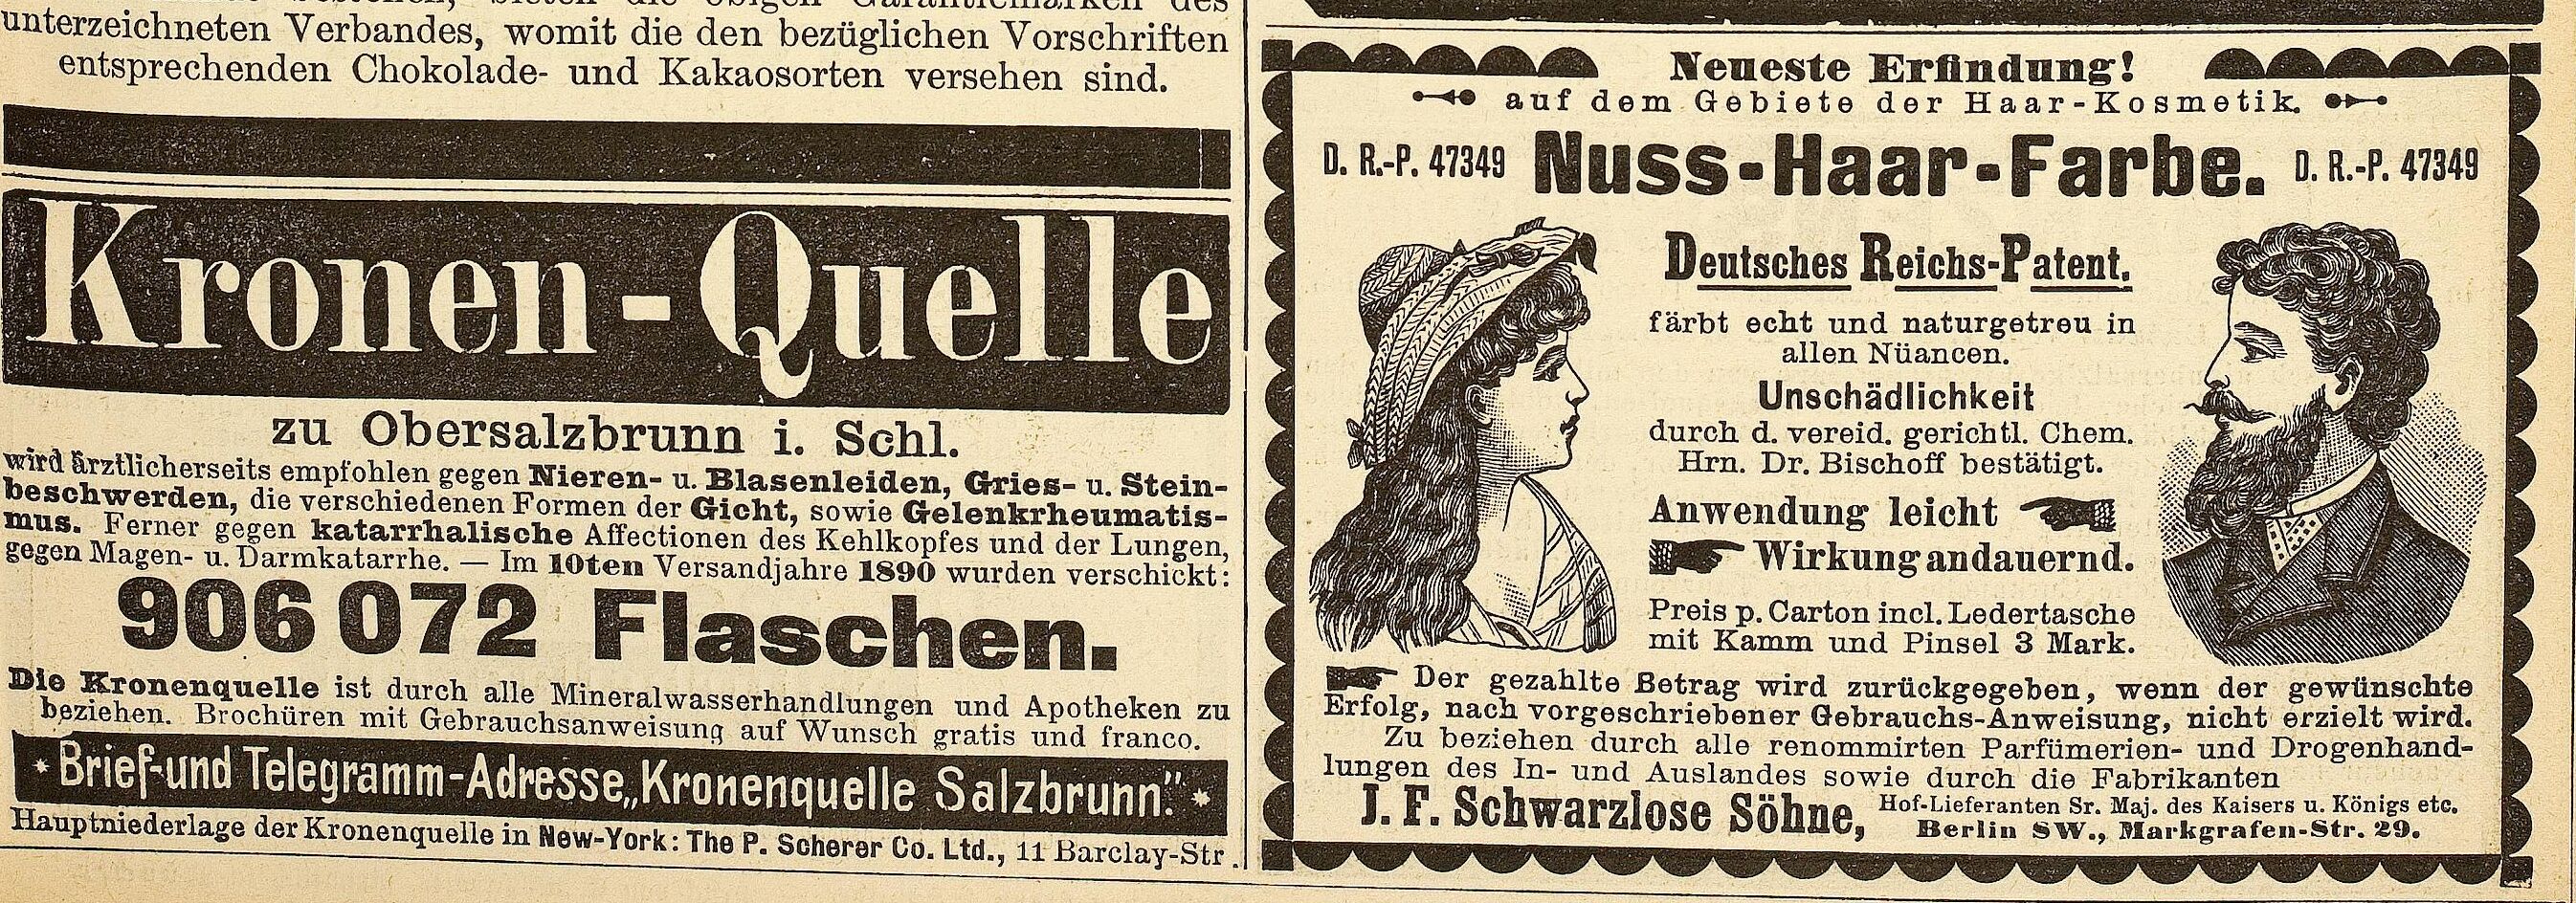 bestehen, bieten die obigen Garantiemarken des
unterzeichneten Verbandes, womit die den bezüglichen Vorschriften
entsprechenden Chokolade- und Kakaosorten versehen sind.
Kronen-Quelle
zu Obersalzbrunn i. Schl.
wird ärztlicherseits empfohlen gegen Nieren- u. Blasenleiden, Gries- u. Stein-
beschwerden, die verschiedenen Formen der Gicht, sowie Gelenkrheumatis-
mus. Ferner gegen katarrhalische Affectionen des Kehlkopfes und der Lungen,
gegen Magen- u. Darmkatarrhe. — Im 10ten Versandjahre 1890 wurden verschickt:
906 072 Flaschen.
Die Kronenquelle ist durch alle Mineralwasserhandlungen und Apotheken zu
beziehen. Brochüren mit Gebrauchsanweisung auf Wunsch gratis und franco.
* Brief-und Telegramm-Adresse „Kronenquelle Salzbrunn." *
Hauptniederlage der Kronenquelle in New-York: The P. Scherer Co. Ltd., 11 Barclay-Str.
Neueste Erfindung!
auf dem Gebiete der Haar-Kosmetik.
D. R.-P. 47349 Nuss-Haar-Farbe. D. R.-P. 47349
Deutsches Reichs-Patent.
färbt echt und naturgetreu in
allen Nüancen.
Unschädlichkeit
durch d. vereid. gerichtl. Chem.
Hrn. Dr. Bischoff bestätigt.
Anwendung leicht
Wirkung andauernd.
Preis p. Carton incl. Ledertasche
mit Kamm und Pinsel 3 Mark.
Der gezahlte Betrag wird zurückgegeben, wenn der gewünschte
Erfolg, nach vorgeschriebener Gebrauchs-Anweisung, nicht erzielt wird.
Zu beziehen durch alle renommirten Parfümerien- und Drogenhand-
lungen des In- und Auslandes sowie durch die Fabrikanten
J. F. Schwarzlose Söhne, Hof-Lieferanten Sr. Maj. des Kaisers u. Königs etc.
Berlin SW., Markgrafen-Str. 29.